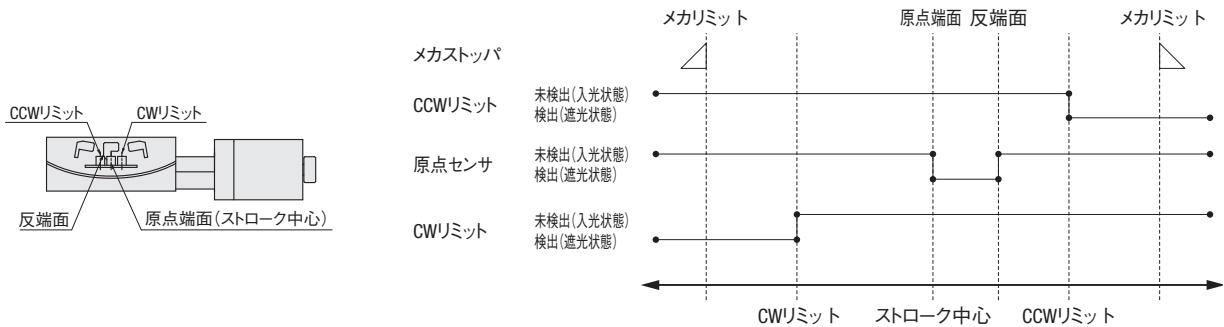 CCWリミット CWリミット
反端面 原点端面(ストローク中心)
メカリミット 原点端面 反端面 メカリミット
メカストッパ
CCWリミット 未検出(入光状態)
検出(遮光状態)
原点センサ 未検出(入光状態)
検出(遮光状態)
CWリミット 未検出(入光状態)
検出(遮光状態)
CWリミット ストローク中心 CCWリミット